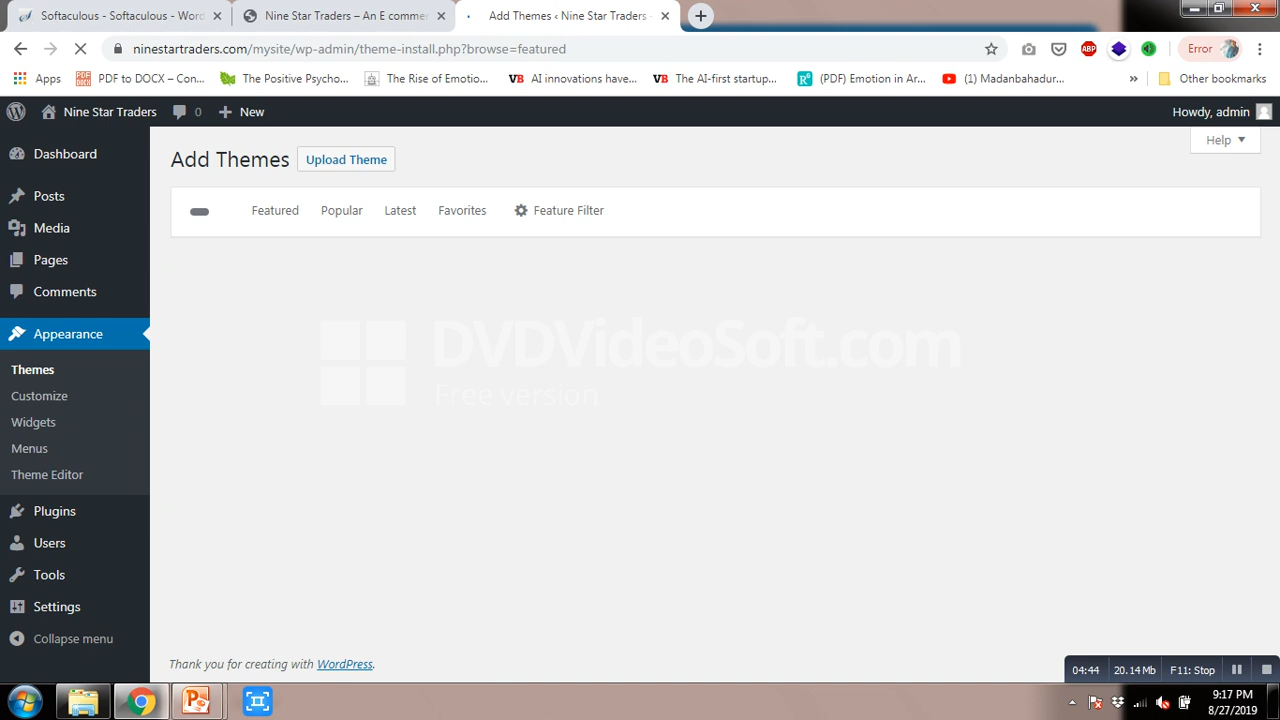 Softaculous - Softaculous - Word
Nine Star Traders – An E comme
Add Themes ‹ Nine Star Traders -
ninestartraders.com/mysite/wp-admin/theme-install.php?browse=featured
ABP
Error
Apps
PDF to DOCX – Con...
The Positive Psycho...
The Rise of Emotio...
VB AI innovations have...
VB The AI-first startup...
(PDF) Emotion in Ar...
(1) Madanbahadur...
»
Other bookmarks
Nine Star Traders
0
New
Howdy, admin
Dashboard
Posts
Media
Pages
Comments
Appearance
Themes
Customize
Widgets
Menus
Theme Editor
Plugins
Users
Tools
Settings
Collapse menu
Add Themes
Upload Theme
Help
Featured
Popular
Latest
Favorites
Feature Filter
DVDVideoSoft.com
Free version
Thank you for creating with WordPress.
04:44
20.14 Mb
F11: Stop
9:17 PM
8/27/2019